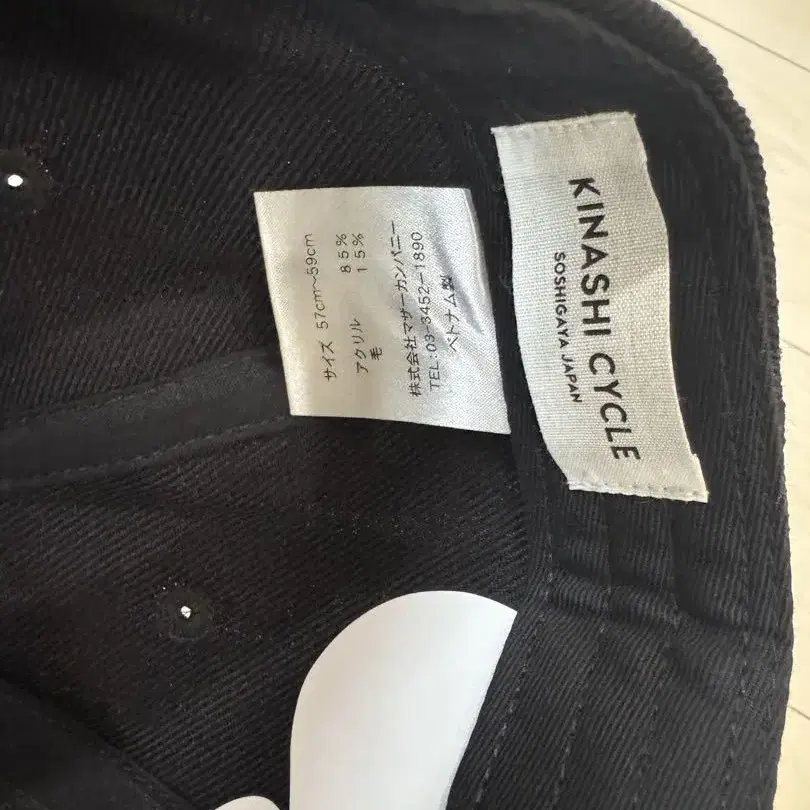 サイズ 57cm~59cm
アクリル 85%
毛 15%
株式会社マザーカンパニー
TEL:03-3452-1890
ベトナム製
KINASHI CYCLE
SOSHIGAYA JAPAN